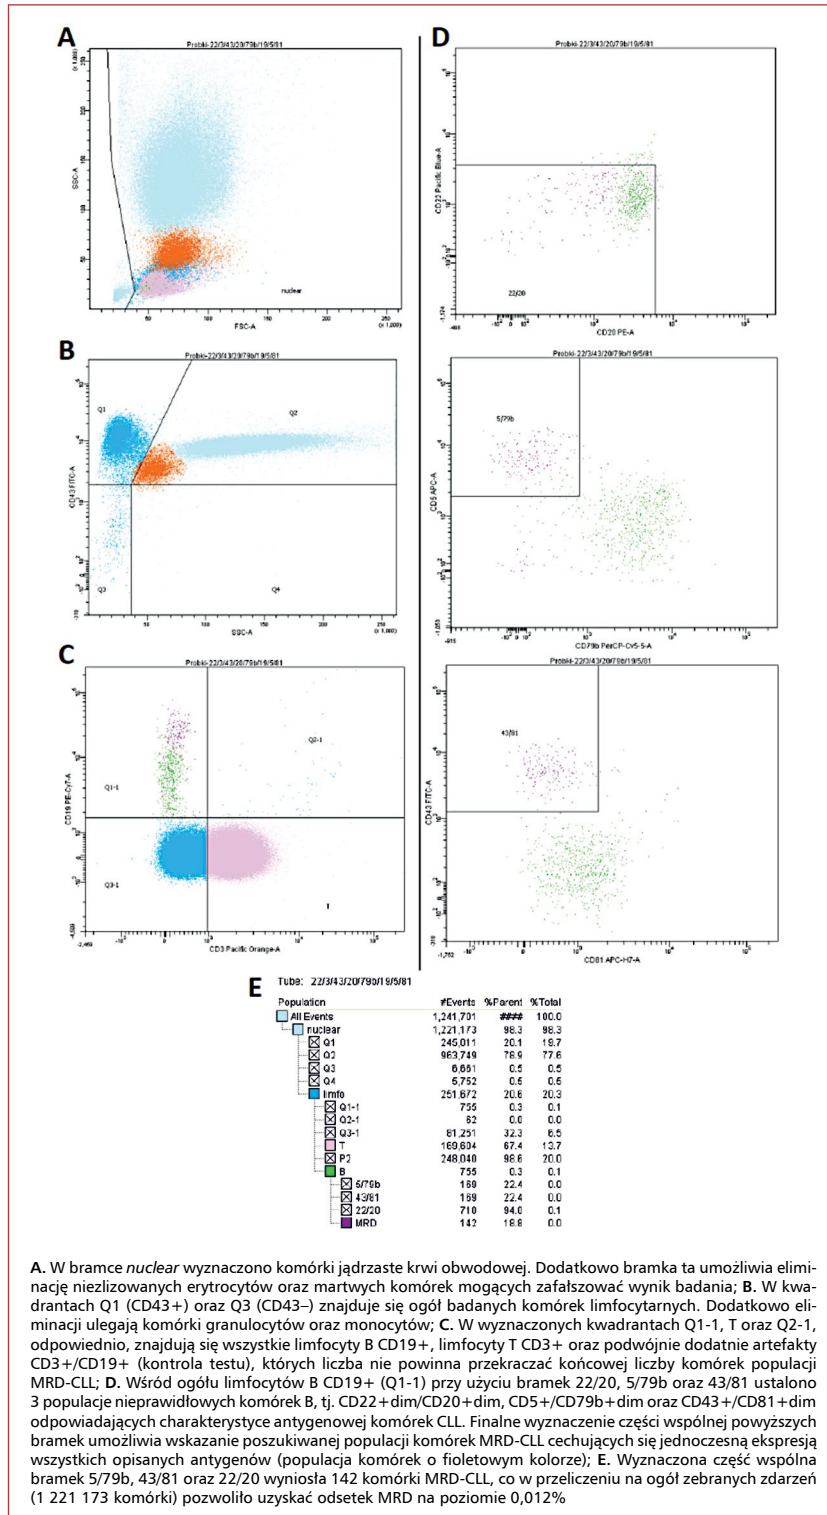 A
Probki-22/3/43/20/79b/19/5/81
SSC-A
(x 1,000)
50
100
150
200
250
nuclear
50
100
150
200
250
(x 1,000)
FSC-A
B
Probki-22/3/43/20/79b/19/5/81
CD43 FITC-A
Q1
Q2
Q3
Q4
50
100
150
200
250
(x 1,000)
SSC-A
C
Probki-22/3/43/20/79b/19/5/81
CD19 PE-Cy7-A
Q1-1
Q2-1
Q3-1
T
CD3 Pacific Orange-A
D
Probki-22/3/43/20/79b/19/5/81
CD22 Pacific Blue-A
22/20
CD20 PE-A
Probki-22/3/43/20/79b/19/5/81
CD5 APC-A
5/79b
CD79b PerCP-Cy5-5-A
Probki-22/3/43/20/79b/19/5/81
CD43 FITC-A
43/81
CD81 APC-H7-A
E
Tube: 22/3/43/20/79b/19/5/81
Population #Events %Parent %Total
All Events 1,241,701 #### 100.0
nuclear 1,221,173 98.3 98.3
Q1 245,011 20.1 19.7
Q2 963,749 78.9 77.6
Q3 6,661 0.5 0.5
Q4 5,752 0.5 0.5
limfo 251,672 20.6 20.3
Q1-1 755 0.3 0.1
Q2-1 62 0.0 0.0
Q3-1 81,251 32.3 6.5
T 169,604 67.4 13.7
P2 248,040 98.6 20.0
B 755 0.3 0.1
5/79b 169 22.4 0.0
43/81 169 22.4 0.0
22/20 710 94.0 0.1
MRD 142 18.8 0.0
A. W bramce nuclear wyznaczono komórki jądrzaste krwi obwodowej. Dodatkowo bramka ta umożliwia elimi-
nację niezlizowanych erytrocytów oraz martwych komórek mogących zafałszować wynik badania; B. W kwa-
drantach Q1 (CD43+) oraz Q3 (CD43–) znajduje się ogół badanych komórek limfocytarnych. Dodatkowo eli-
minacji ulegają komórki granulocytów oraz monocytów; C. W wyznaczonych kwadrantach Q1-1, T oraz Q2-1,
odpowiednio, znajdują się wszystkie limfocyty B CD19+, limfocyty T CD3+ oraz podwójnie dodatnie artefakty
CD3+/CD19+ (kontrola testu), których liczba nie powinna przekraczać końcowej liczby komórek populacji
MRD-CLL; D. Wśród ogółu limfocytów B CD19+ (Q1-1) przy użyciu bramek 22/20, 5/79b oraz 43/81 ustalono
3 populacje nieprawidłowych komórek B, tj. CD22+dim/CD20+dim, CD5+/CD79b+dim oraz CD43+/CD81+dim
odpowiadających charakterystyce antygenowej komórek CLL. Finalne wyznaczenie części wspólnej powyższych
bramek umożliwia wskazanie poszukiwanej populacji komórek MRD-CLL cechujących się jednoczesną ekspresją
wszystkich opisanych antygenów (populacja komórek o fioletowym kolorze); E. Wyznaczona część wspólna
bramek 5/79b, 43/81 oraz 22/20 wyniosła 142 komórki MRD-CLL, co w przeliczeniu na ogół zebranych zdarzeń
(1 221 173 komórki) pozwoliło uzyskać odsetek MRD na poziomie 0,012%